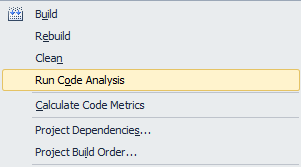 Build
Rebuild
Clean
Run Code Analysis
Calculate Code Metrics
Project Dependencies...
Project Build Order...